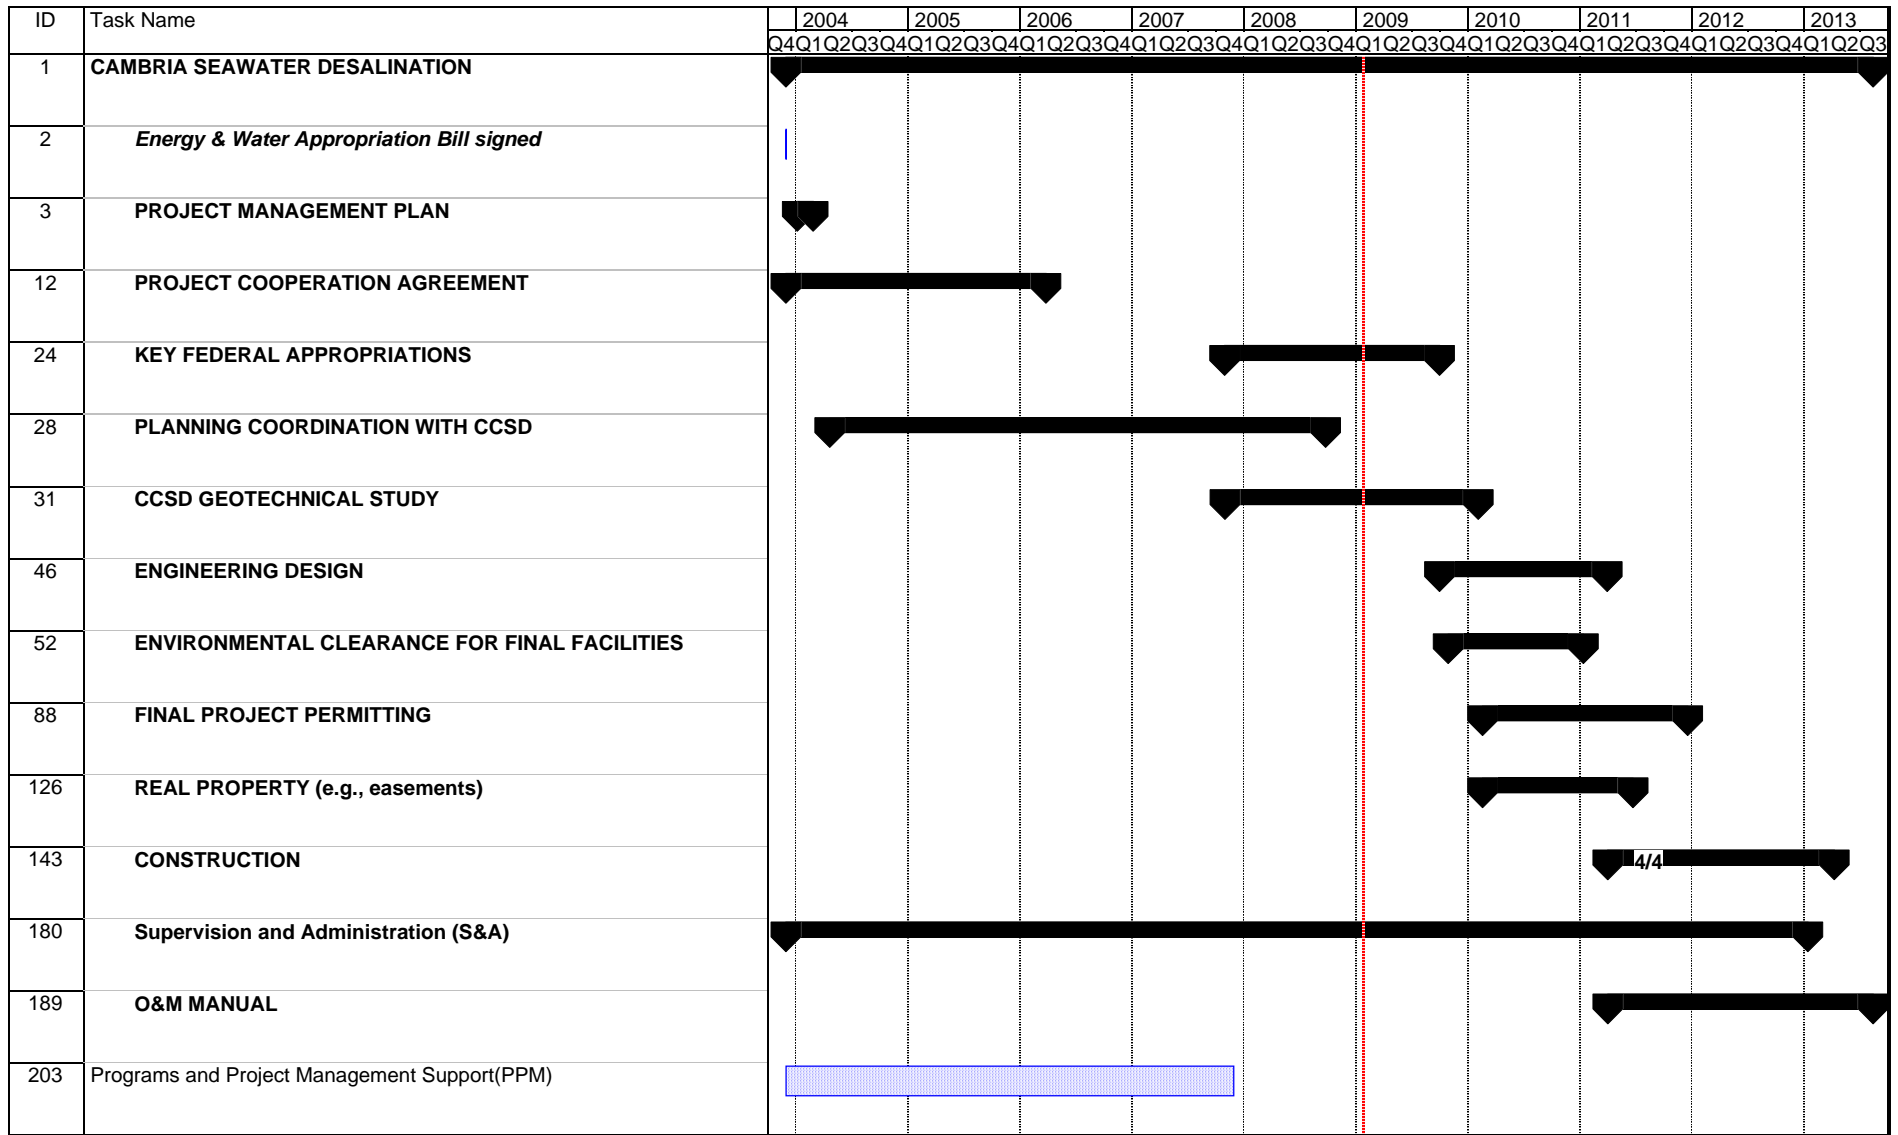 ID Task Name 2004 2005 2006 2007 2008 2009 2010 2011 2012 2013
Q4Q1Q2Q3Q4Q1Q2Q3Q4Q1Q2Q3Q4Q1Q2Q3Q4Q1Q2Q3Q4Q1Q2Q3Q4Q1Q2Q3Q4Q1Q2Q3Q4Q1Q2Q3Q4Q1Q2Q3
1 CAMBRIA SEAWATER DESALINATION
2 Energy & Water Appropriation Bill signed
3 PROJECT MANAGEMENT PLAN
12 PROJECT COOPERATION AGREEMENT
24 KEY FEDERAL APPROPRIATIONS
28 PLANNING COORDINATION WITH CCSD
31 CCSD GEOTECHNICAL STUDY
46 ENGINEERING DESIGN
52 ENVIRONMENTAL CLEARANCE FOR FINAL FACILITIES
88 FINAL PROJECT PERMITTING
126 REAL PROPERTY (e.g., easements)
143 CONSTRUCTION 4/4
180 Supervision and Administration (S&A)
189 O&M MANUAL
203 Programs and Project Management Support(PPM)